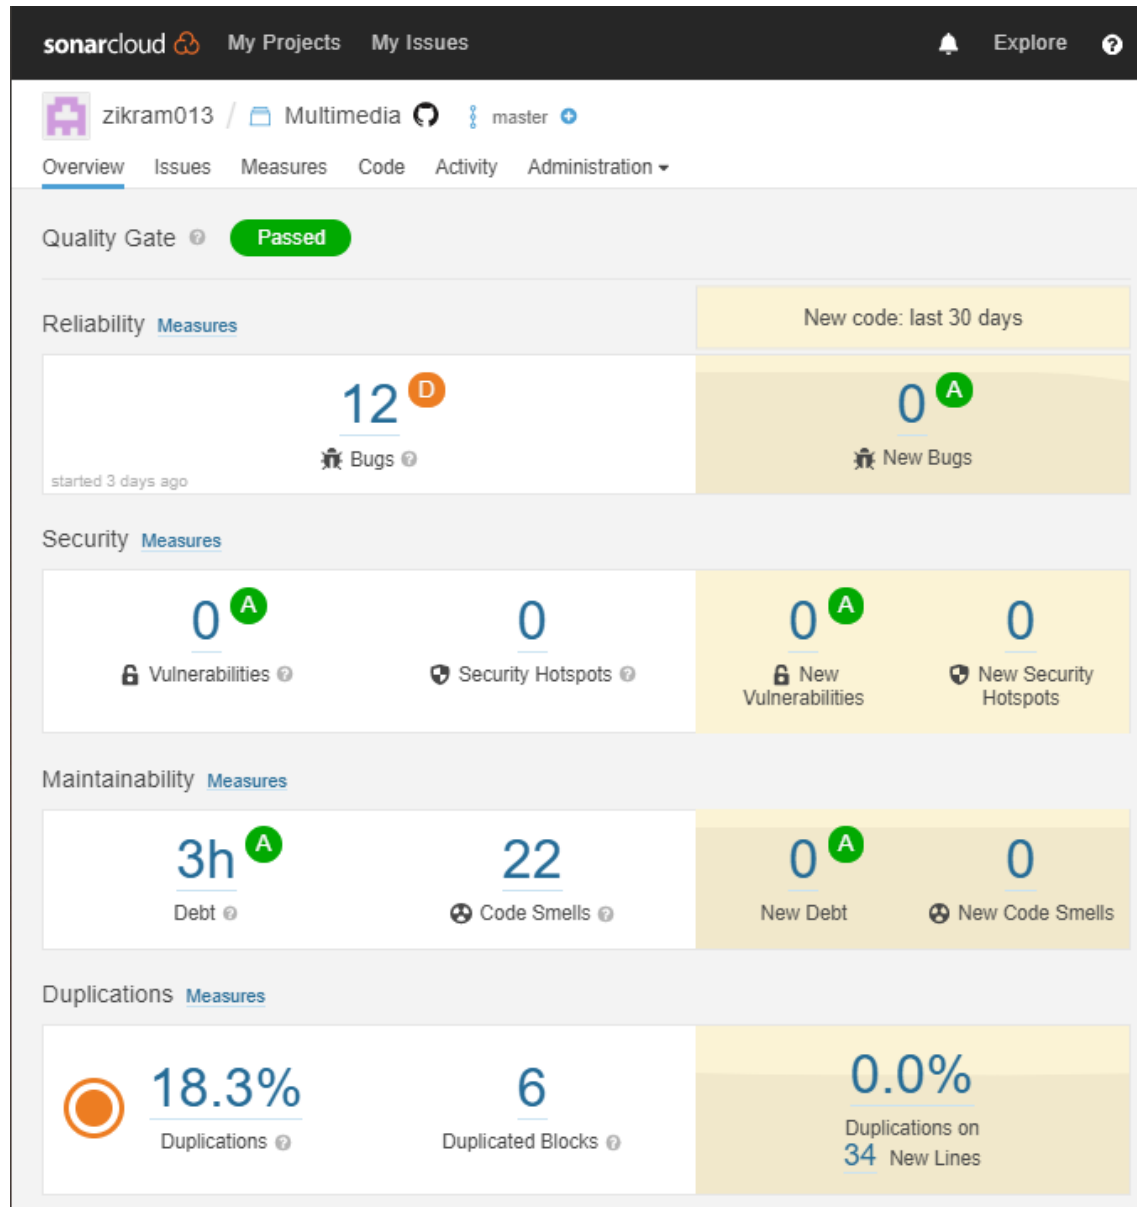 sonarcloud My Projects My Issues Explore ?
zikram013 / Multimedia master
Overview Issues Measures Code Activity Administration
Quality Gate ? Passed
Reliability Measures
New code: last 30 days
12 D
Bugs ?
started 3 days ago
0 A
New Bugs
Security Measures
0 A
Vulnerabilities ?
0
Security Hotspots ?
0 A
New
Vulnerabilities
0
New Security
Hotspots
Maintainability Measures
3h A
Debt ?
22
Code Smells ?
0 A
New Debt
0
New Code Smells
Duplications Measures
18.3%
Duplications ?
6
Duplicated Blocks ?
0.0%
Duplications on
34 New Lines